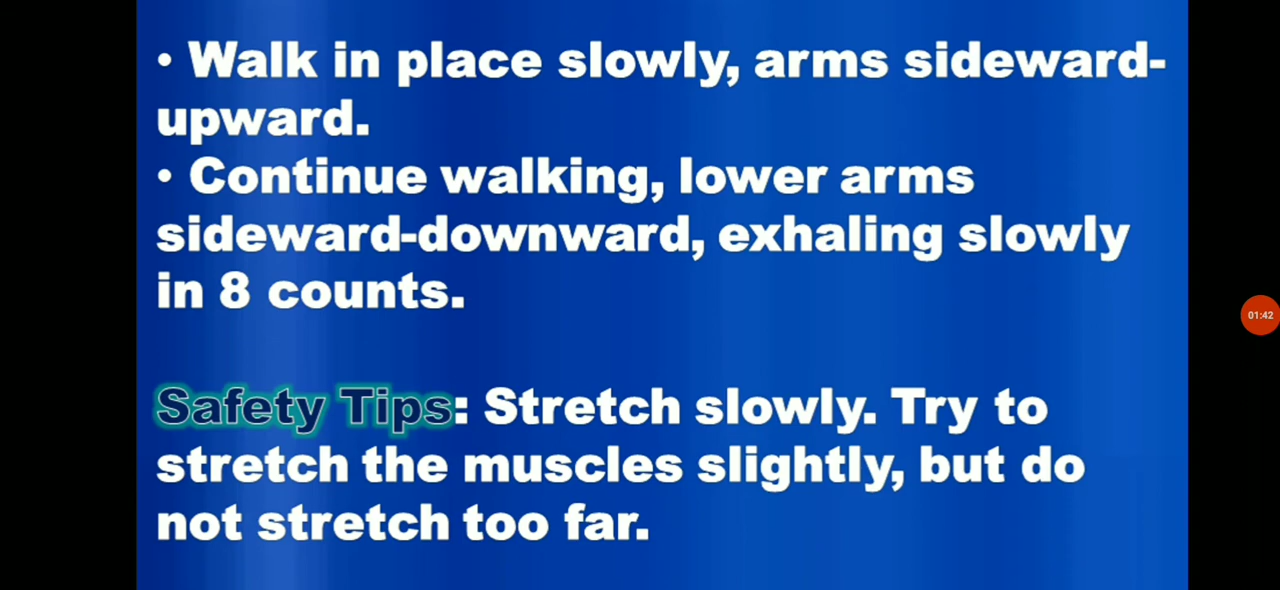 • Walk in place slowly, arms sideward-
upward.
• Continue walking, lower arms
sideward-downward, exhaling slowly
in 8 counts.
01:42
Safety Tips: Stretch slowly. Try to
stretch the muscles slightly, but do
not stretch too far.